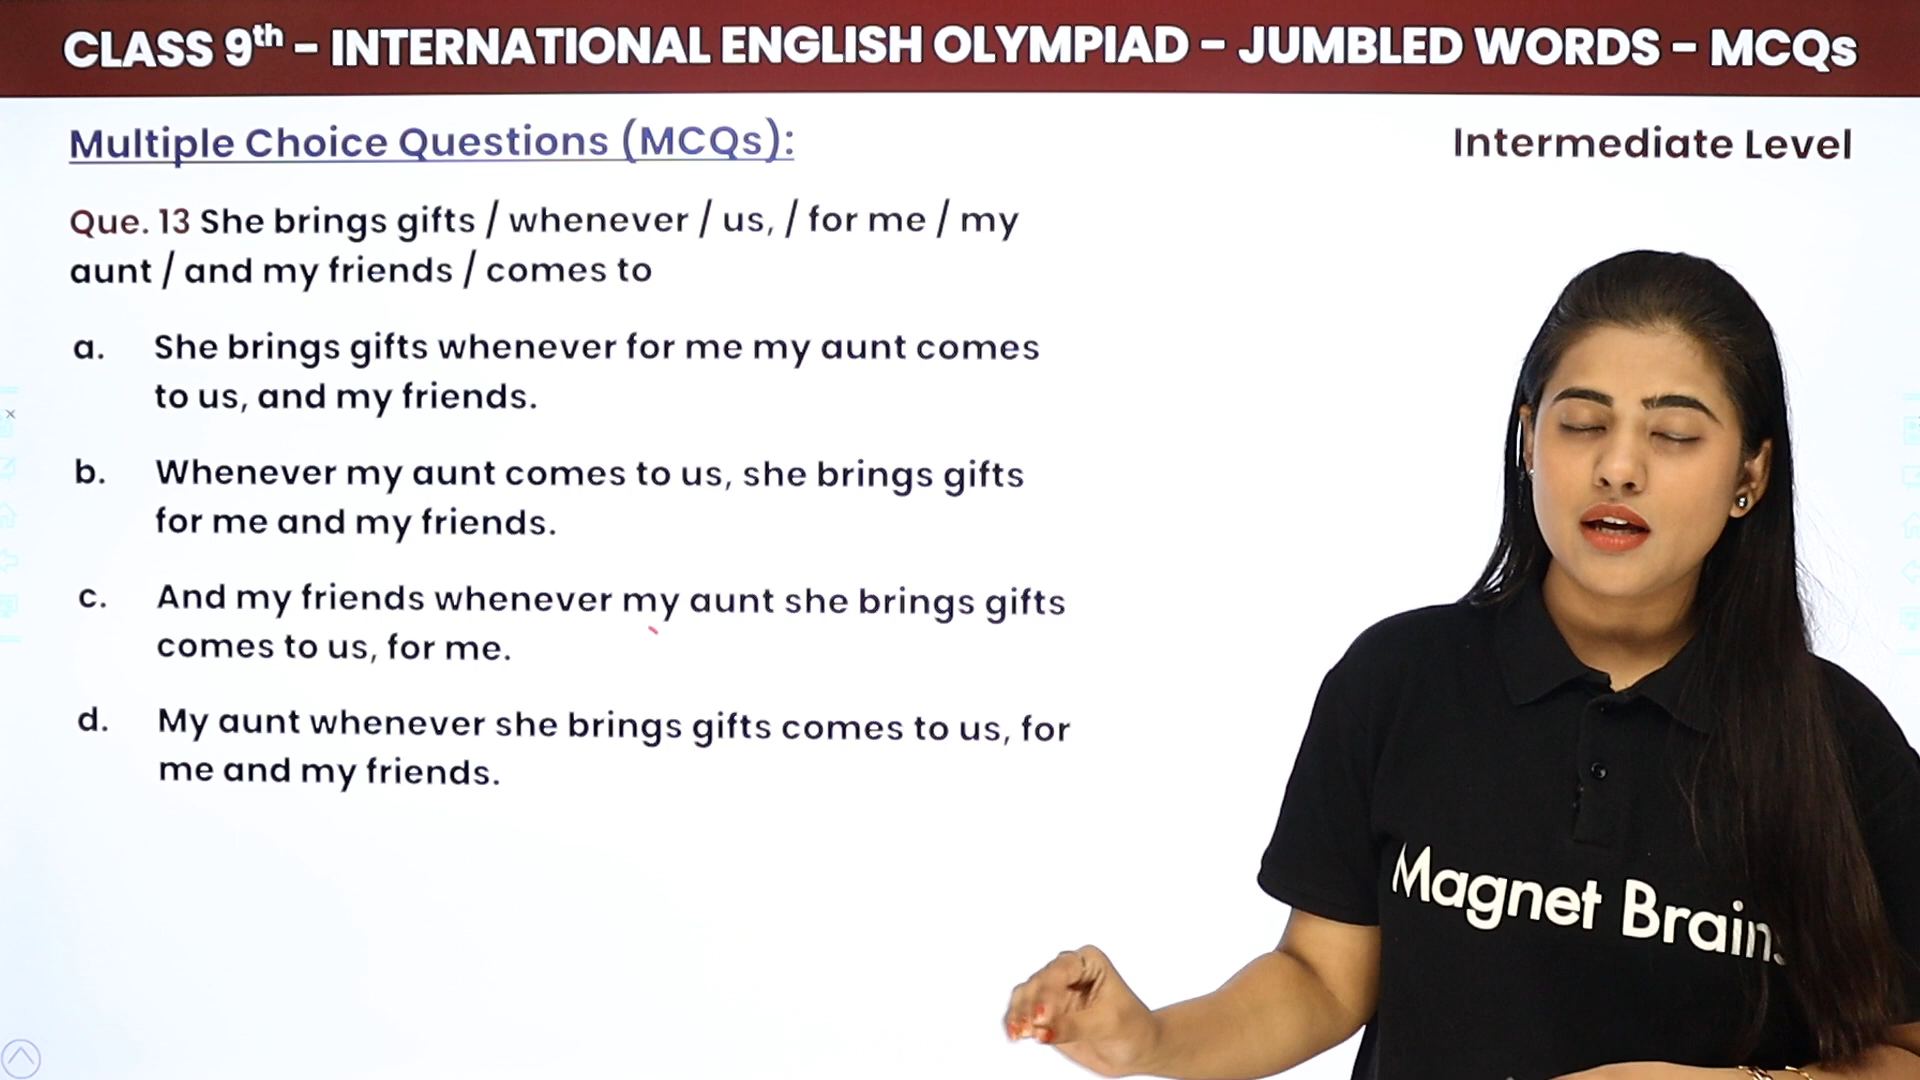 CLASS 9th – INTERNATIONAL ENGLISH OLYMPIAD – JUMBLED WORDS – MCQs
Multiple Choice Questions (MCQs):
Intermediate Level
Que. 13 She brings gifts / whenever / us, / for me / my
aunt / and my friends / comes to
a. She brings gifts whenever for me my aunt comes
to us, and my friends.
b. Whenever my aunt comes to us, she brings gifts
for me and my friends.
c. And my friends whenever my aunt she brings gifts
comes to us, for me.
d. My aunt whenever she brings gifts comes to us, for
me and my friends.
Magnet Brain